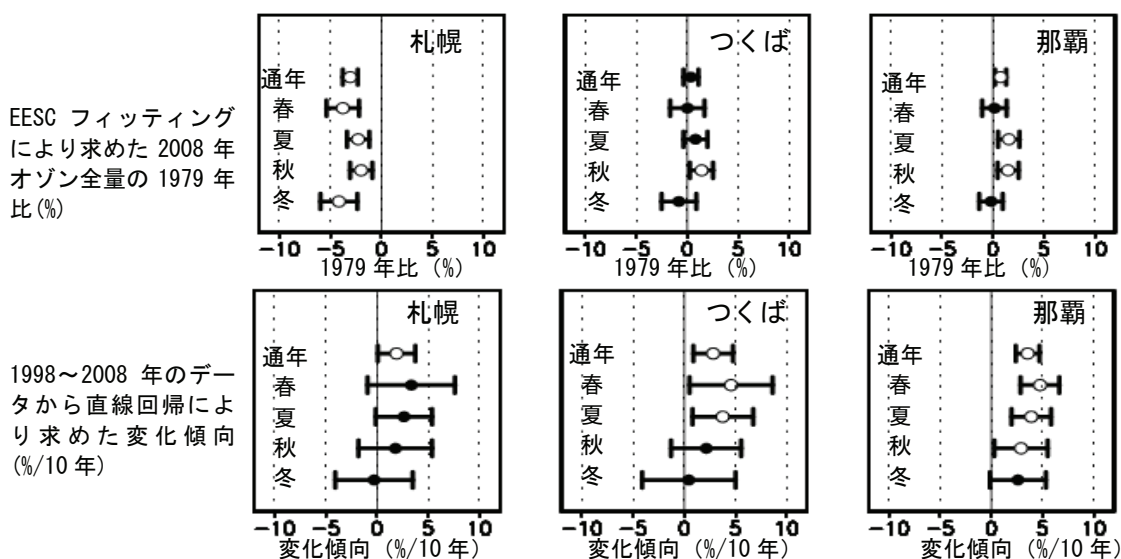 EESC フィッティング
により求めた 2008 年
オゾン全量の 1979 年
比(%)
札幌
通年
春
夏
秋
冬
-10 -5 0 5 10
1979 年比 (%)
つくば
通年
春
夏
秋
冬
-10 -5 0 5 10
1979 年比 (%)
那覇
通年
春
夏
秋
冬
-10 -5 0 5 10
1979 年比 (%)
1998～2008 年のデー
タから直線回帰によ
り求めた変化傾向
(%/10 年)
札幌
通年
春
夏
秋
冬
-10 -5 0 5 10
変化傾向 (%/10 年)
つくば
通年
春
夏
秋
冬
-10 -5 0 5 10
変化傾向 (%/10 年)
那覇
通年
春
夏
秋
冬
-10 -5 0 5 10
変化傾向 (%/10 年)